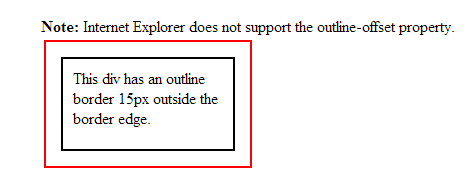 Note: Internet Explorer does not support the outline-offset property.
This div has an outline
border 15px outside the
border edge.